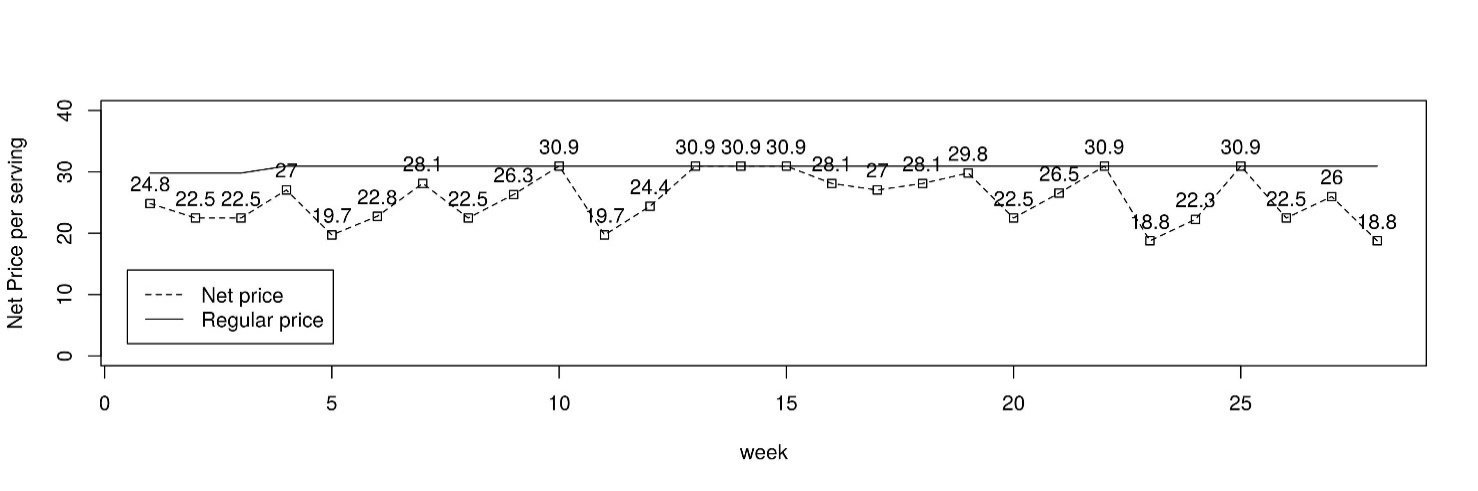 Net Price per serving
40
30
20
10
0
24.8 22.5 22.5 27 19.7 22.8 28.1 22.5 26.3 30.9 19.7 24.4 30.9 30.9 30.9 28.1 27 28.1 29.8 22.5 26.5 30.9 18.8 22.3 30.9 22.5 26 18.8
Net price
Regular price
0 5 10 15 20 25
week